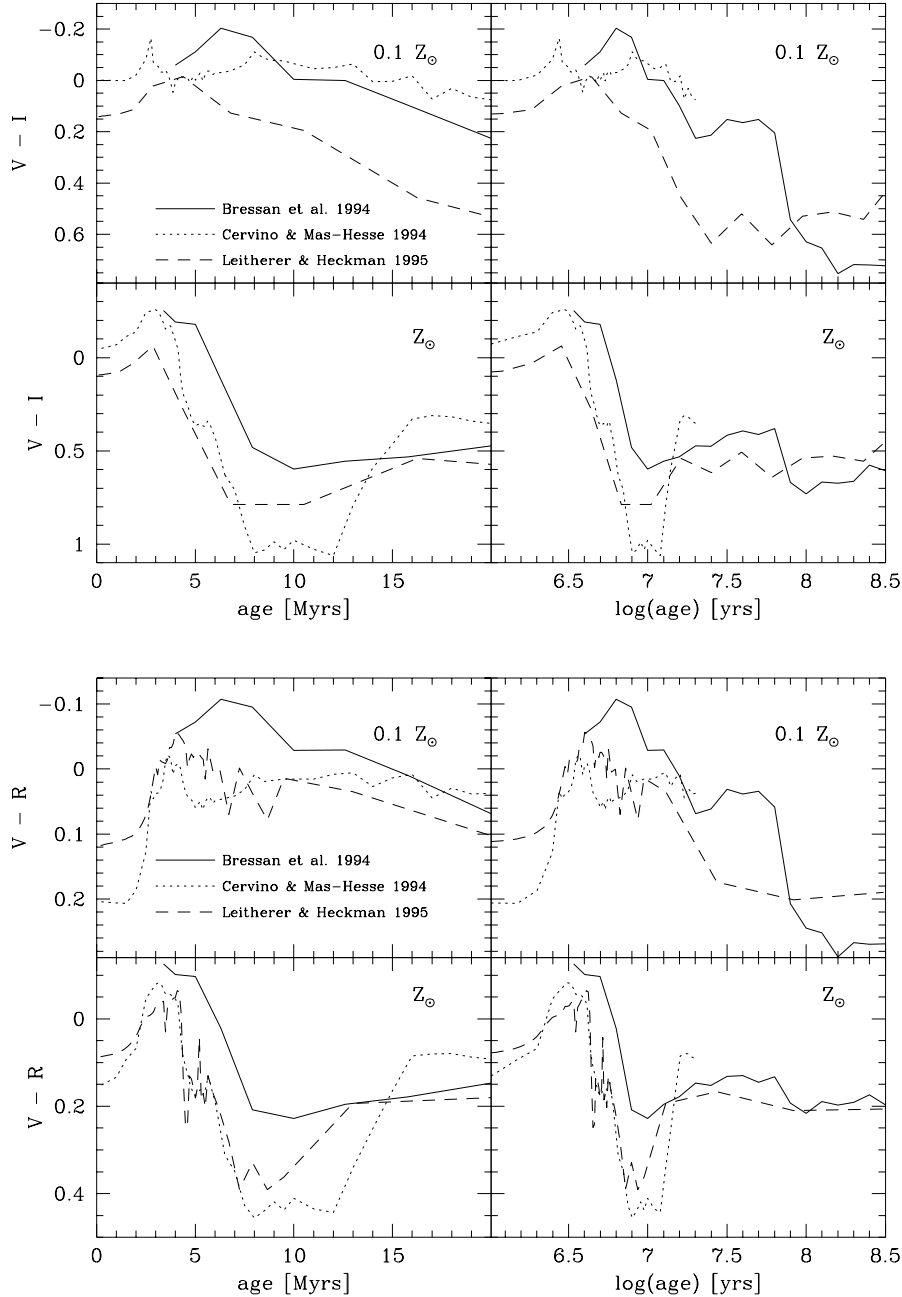 −0.2
0
0.2
0.4
0.6
V − I
0.1 Z⊙
0.1 Z⊙
Bressan et al. 1994
Cervino & Mas-Hesse 1994
Leitherer & Heckman 1995
0
0.5
1
V − I
Z⊙
Z⊙
0 5 10 15
6.5 7 7.5 8 8.5
age [Myrs]
log(age) [yrs]
−0.1
0
0.1
0.2
V − R
0.1 Z⊙
0.1 Z⊙
Bressan et al. 1994
Cervino & Mas-Hesse 1994
Leitherer & Heckman 1995
0
0.2
0.4
V − R
Z⊙
Z⊙
0 5 10 15
6.5 7 7.5 8 8.5
age [Myrs]
log(age) [yrs]